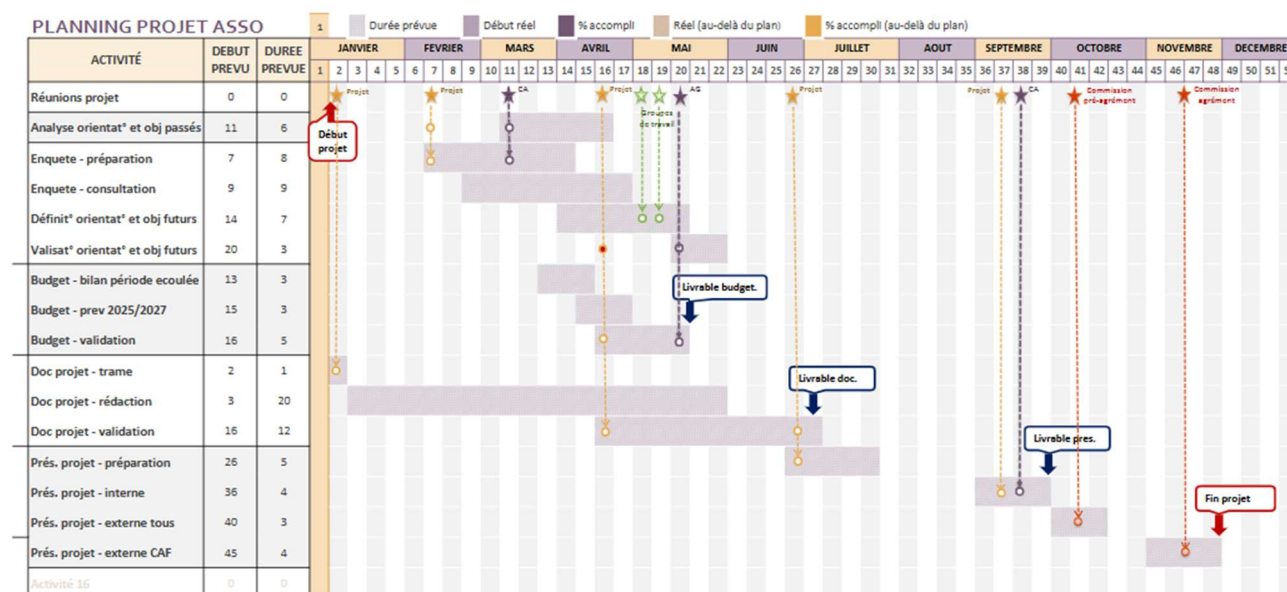 PLANNING PROJET ASSO
1 Durée prévue Début réel % accompli Réel (au-delà du plan) % accompli (au-delà du plan)
ACTIVITÉ DEBUT PREVU DUREE PREVUE
JANVIER FEVRIER MARS AVRIL MAI JUIN JUILLET AOUT SEPTEMBRE OCTOBRE NOVEMBRE DECEMBRE
1 2 3 4 5 6 7 8 9 10 11 12 13 14 15 16 17 18 19 20 21 22 23 24 25 26 27 28 29 30 31 32 33 34 35 36 37 38 39 40 41 42 43 44 45 46 47 48 49 50 51
Réunions projet 0 0
Projet Projet CA Projet AG Projet Projet CA
Commission
pré-agrément
Commission
agrément
Groupes
de travail
Début
projet
Analyse orientat° et obj passés 11 6
Enquete - préparation 7 8
Enquete - consultation 9 9
Définit° orientat° et obj futurs 14 7
Valisat° orientat° et obj futurs 20 3
Budget - bilan période ecoulée 13 3
Livrable budget.
Budget - prev 2025/2027 15 3
Budget - validation 16 5
Doc projet - trame 2 1
Livrable doc.
Doc projet - rédaction 3 20
Doc projet - validation 16 12
Livrable pres.
Prés. projet - préparation 26 5
Prés. projet - interne 36 4
Fin projet
Prés. projet - externe tous 40 3
Prés. projet - externe CAF 45 4
Activité 16 0 0